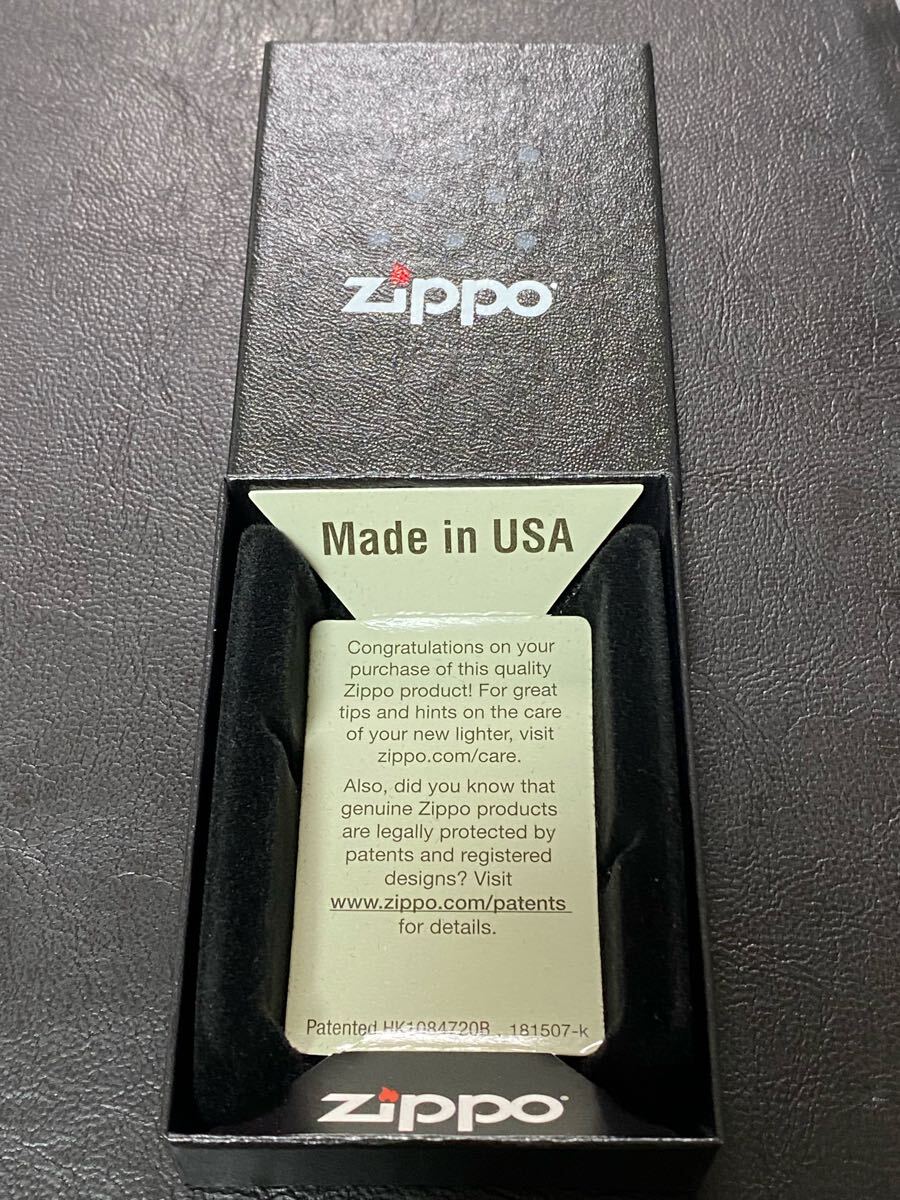 zippo
Made in USA
Congratulations on your
purchase of this quality
Zippo product! For great
tips and hints on the care
of your new lighter, visit
zippo.com/care.
Also, did you know that
genuine Zippo products
are legally protected by
patents and registered
designs? Visit
www.zippo.com/patents
for details.
Patented HK1084720B . 181507-k
zippo